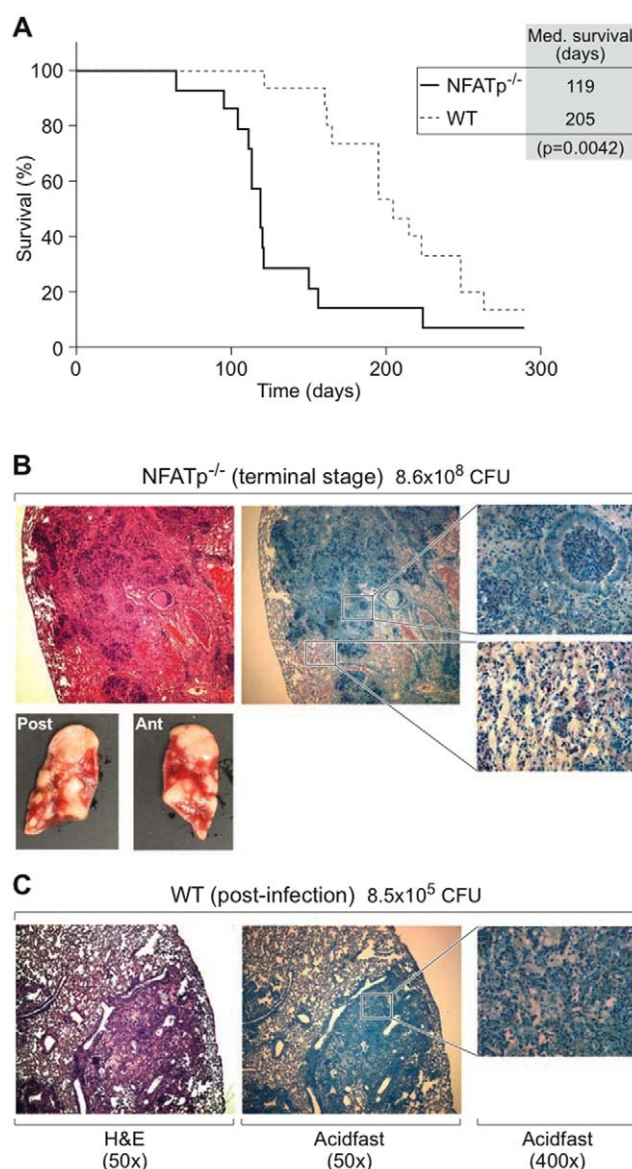 A
Med. survival
(days)
NFATp-/- 119
WT 205
(p=0.0042)
Survival (%)
100
80
60
40
20
0
0 100 200 300
Time (days)
B
NFATp-/- (terminal stage) 8.6x10⁸ CFU
Post
Ant
C
WT (post-infection) 8.5x10⁵ CFU
H&E
(50x)
Acidfast
(50x)
Acidfast
(400x)